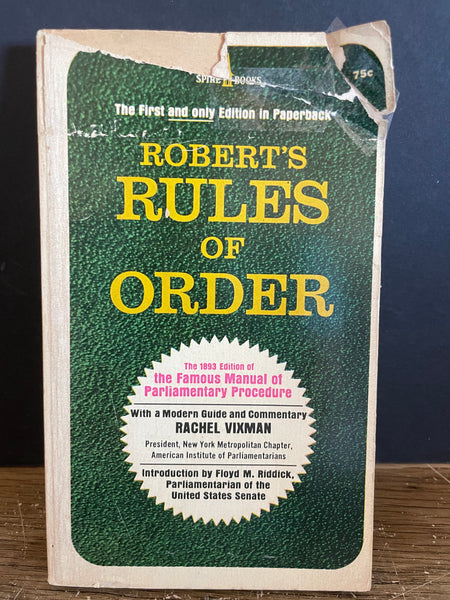 SPIRE BOOKS
75c
The First and only Edition in Paperback
ROBERT'S
RULES
OF
ORDER
The 1893 Edition of
the Famous Manual of
Parliamentary Procedure
With a Modern Guide and Commentary
RACHEL VIXMAN
President, New York Metropolitan Chapter,
American Institute of Parliamentarians
Introduction by Floyd M. Riddick,
Parliamentarian of the
United States Senate